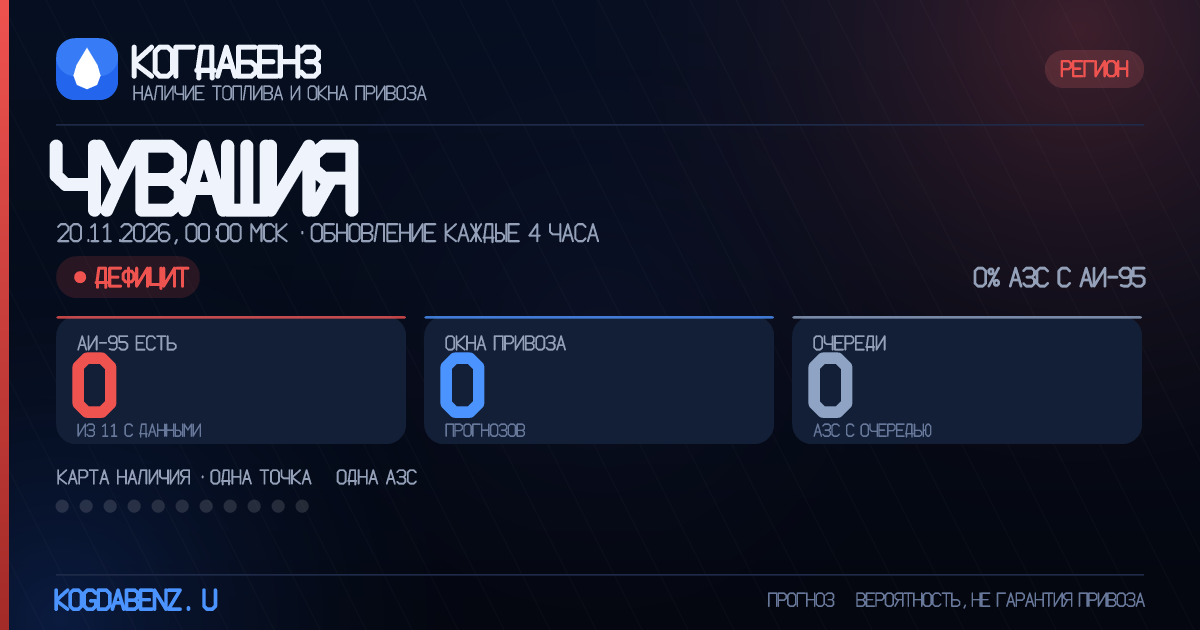 КОГДАБЕНЗ
НАЛИЧИЕ ТОПЛИВА И ОКНА ПРИВОЗА
РЕГИОН
ЧУВАШИЯ
20.11.2026, 00:00 МСК · ОБНОВЛЕНИЕ КАЖДЫЕ 4 ЧАСА
ДЕФИЦИТ
0% АЗС С АИ-95
АИ-95 ЕСТЬ
0
ИЗ 11 С ДАННЫМИ
ОКНА ПРИВОЗА
0
ПРОГНОЗОВ
ОЧЕРЕДИ
0
АЗС С ОЧЕРЕДЬЮ
КАРТА НАЛИЧИЯ · ОДНА ТОЧКА ОДНА АЗС
KOGDABENZ. U
ПРОГНОЗ ВЕРОЯТНОСТЬ, НЕ ГАРАНТИЯ ПРИВОЗА